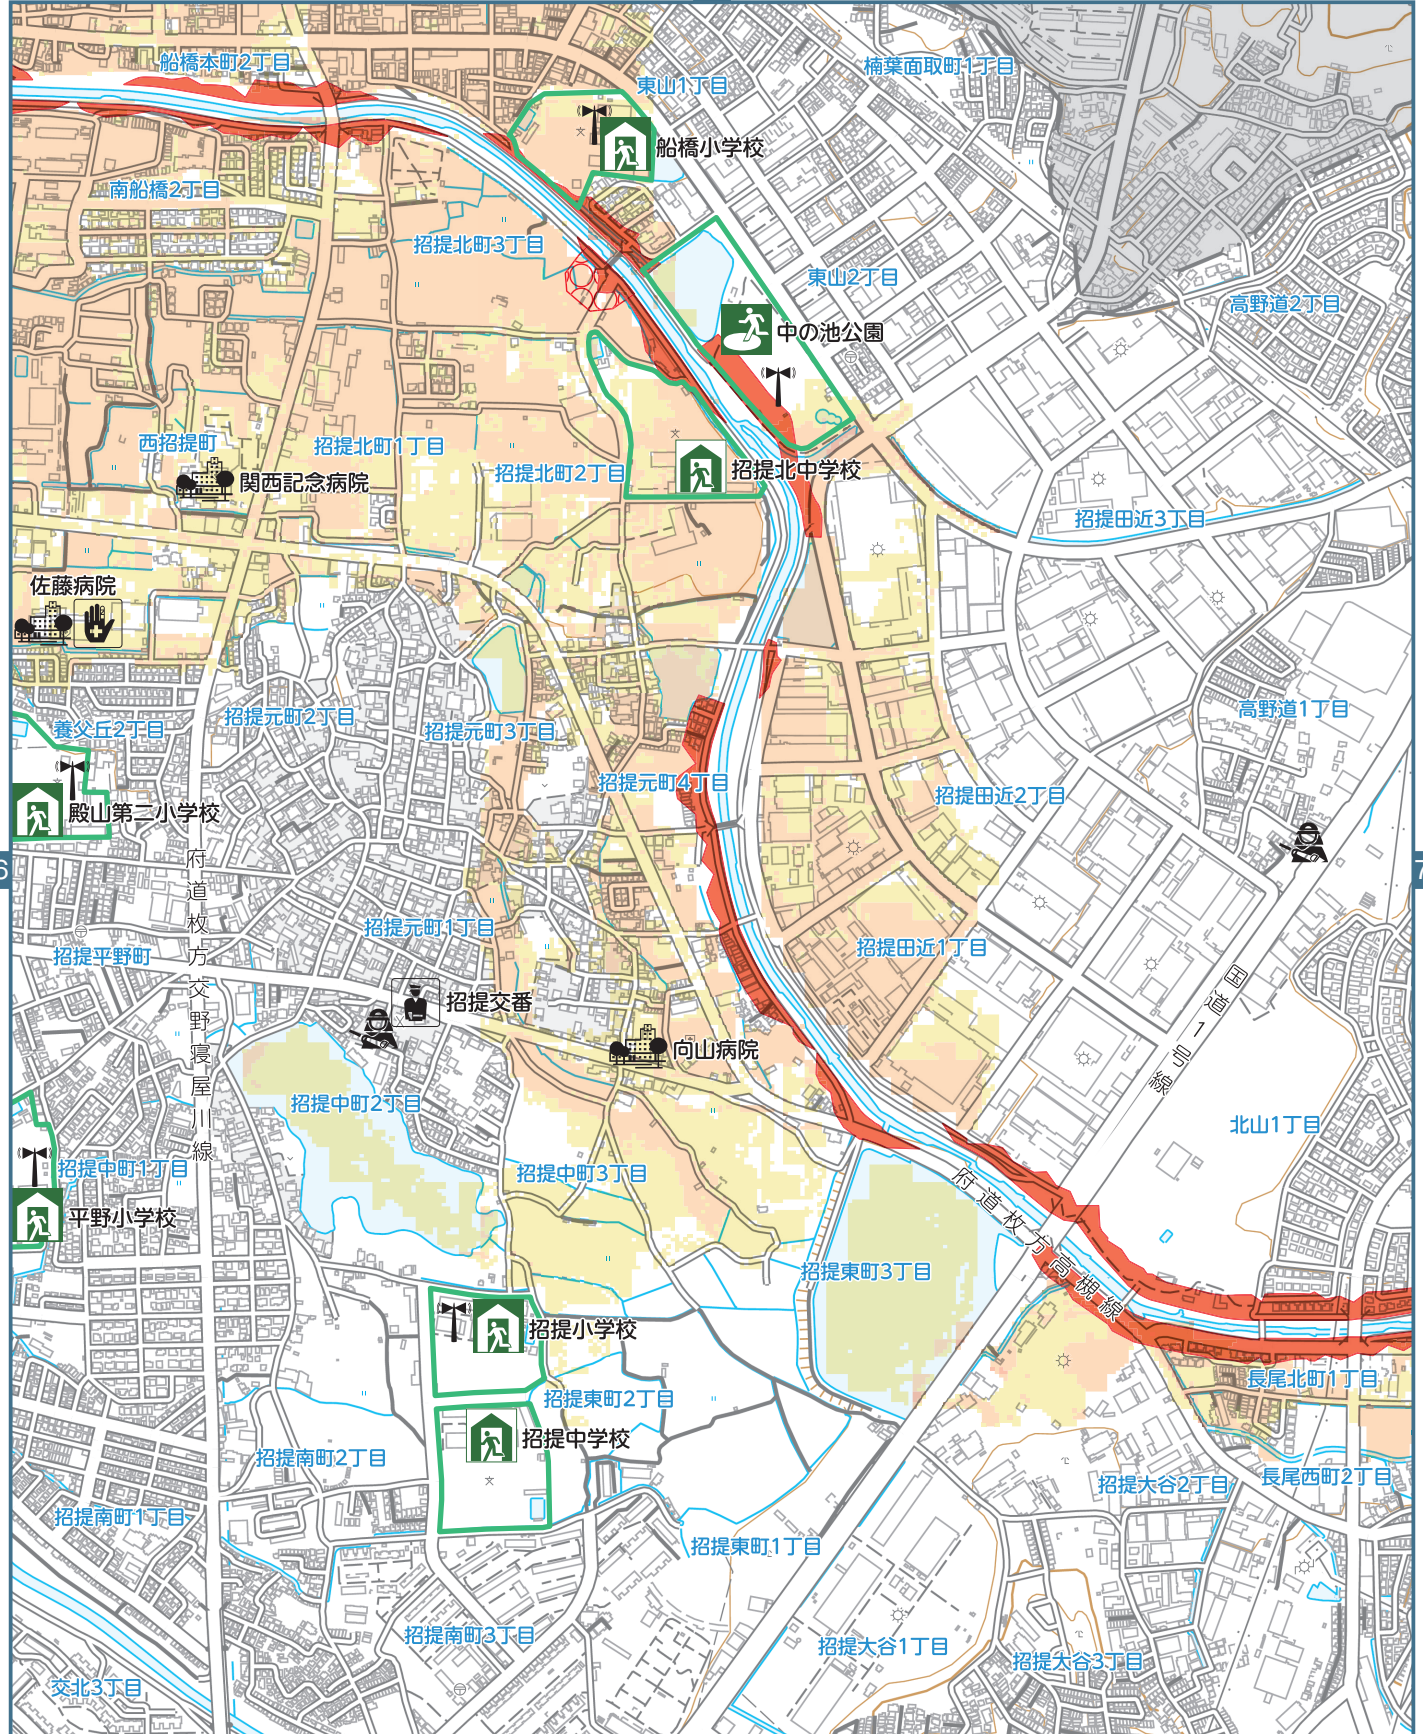 船橋本町2丁目
東山1丁目
楠葉面取町1丁目
船橋小学校
南船橋2丁目
招提北町3丁目
東山2丁目
高野道2丁目
中の池公園
西招提町
招提北町1丁目
招提北町2丁目
招提北中学校
関西記念病院
招提田近3丁目
佐藤病院
養父丘2丁目
招提元町2丁目
招提元町3丁目
高野道1丁目
招提元町4丁目
招提田近2丁目
殿山第二小学校
6
7
府道枚方交野寝屋川線
招提元町1丁目
招提平野町
招提田近1丁目
国道1号線
招提交番
向山病院
招提中町2丁目
北山1丁目
招提中町1丁目
招提中町3丁目
府道枚方高槻線
平野小学校
招提東町3丁目
招提小学校
長尾北町1丁目
招提東町2丁目
招提中学校
招提南町2丁目
招提大谷2丁目
長尾西町2丁目
招提南町1丁目
招提東町1丁目
招提南町3丁目
招提大谷1丁目
招提大谷3丁目
交北3丁目